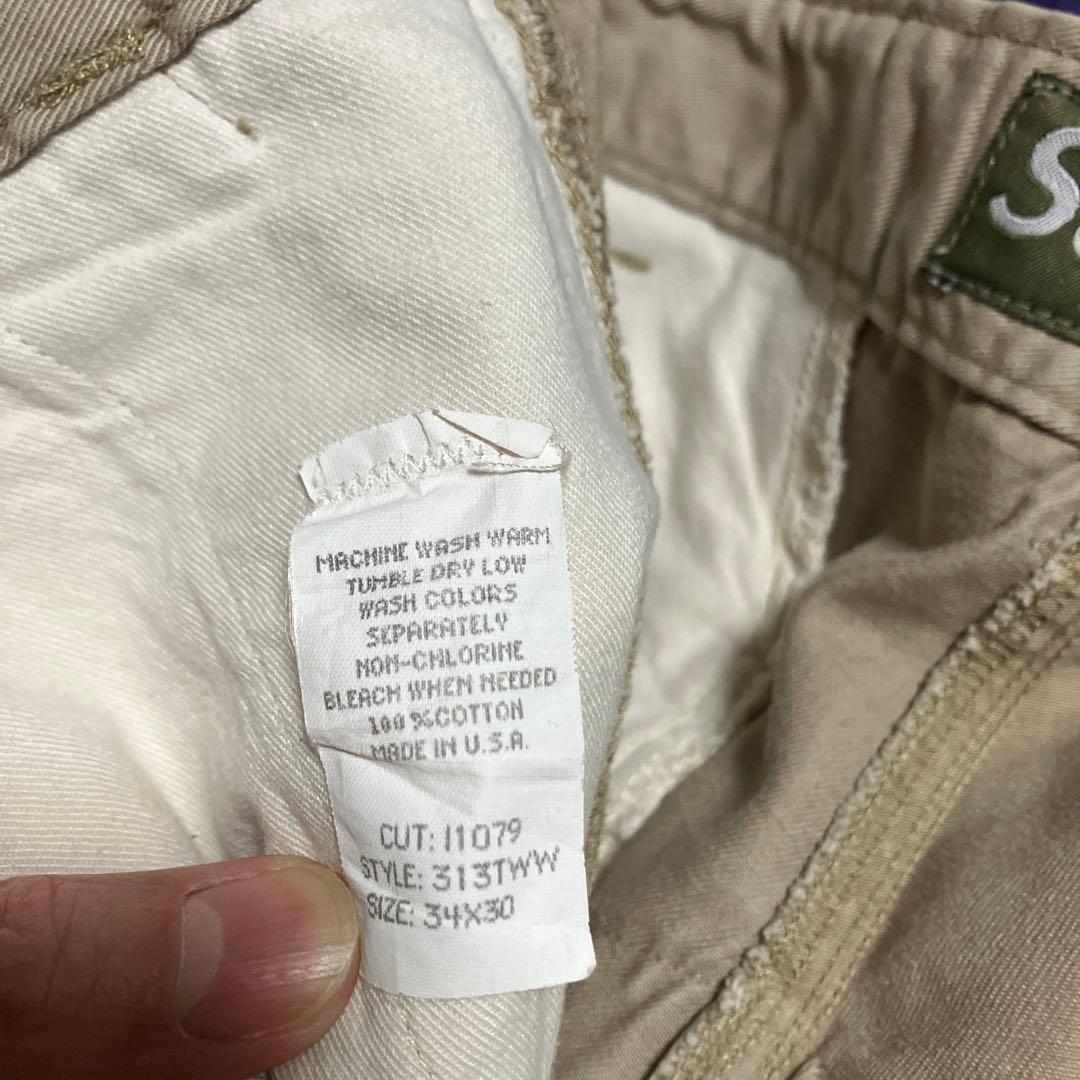 MACHINE WASH WARM
TUMBLE DRY LOW
WASH COLORS
SEPARATELY
NON-CHLORINE
BLEACH WHEN NEEDED
100%COTTON
MADE IN U.S.A.
CUT: 11079
STYLE: 313TWW
SIZE: 34X30